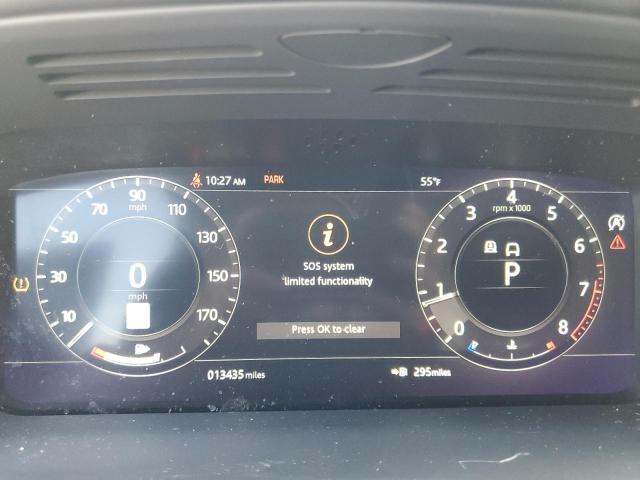 10:27 AM PARK 55°F
90
mph
70 110
50 130
30 150
10 170
0
mph
i
SOS system
limited functionality
Press OK to clear
4
rpm x 1000
3 5
2 6
1 7
0 8
P
A
013435 miles
295 miles